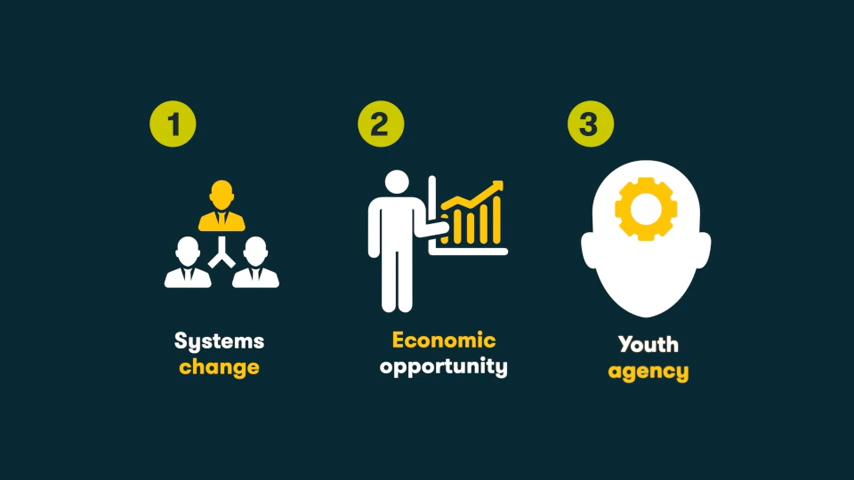 1
2
3
Systems
change
Economic
opportunity
Youth
agency